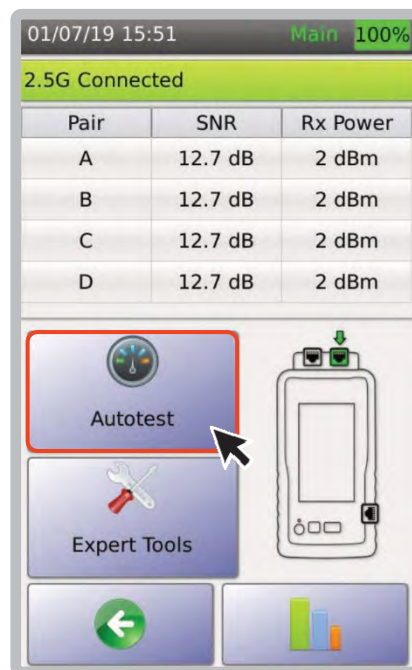 01/07/19 15:51 Main 100%
2.5G Connected
Pair SNR Rx Power
A 12.7 dB 2 dBm
B 12.7 dB 2 dBm
C 12.7 dB 2 dBm
D 12.7 dB 2 dBm
Autotest
Expert Tools